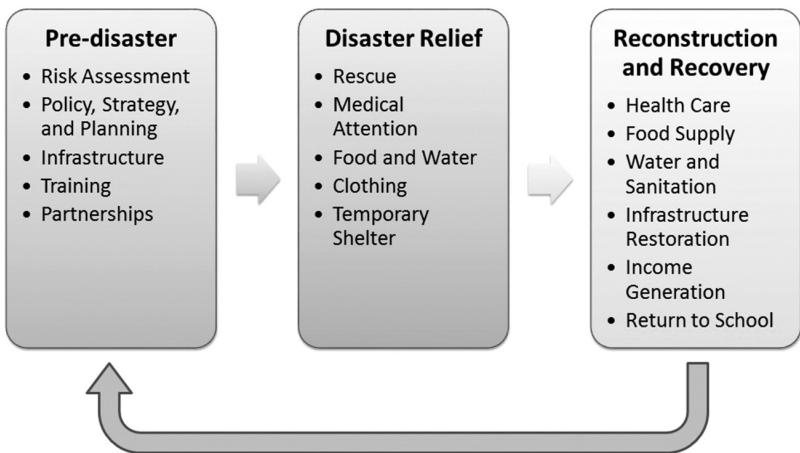 Pre-disaster
• Risk Assessment
• Policy, Strategy,
and Planning
• Infrastructure
• Training
• Partnerships
Disaster Relief
• Rescue
• Medical
Attention
• Food and Water
• Clothing
• Temporary
Shelter
Reconstruction
and Recovery
• Health Care
• Food Supply
• Water and
Sanitation
• Infrastructure
Restoration
• Income
Generation
• Return to School